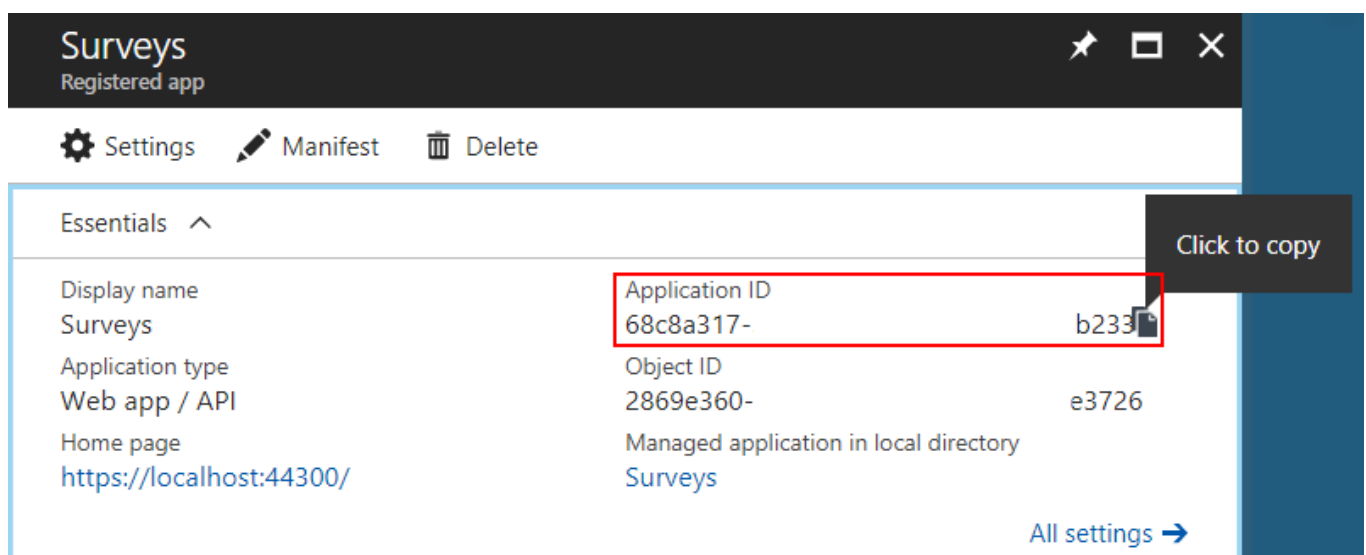 Surveys
Registered app
Settings Manifest Delete
Essentials
Click to copy
Display name
Surveys
Application ID
68c8a317- b233
Application type
Web app / API
Object ID
2869e360- e3726
Home page
https://localhost:44300/
Managed application in local directory
Surveys
All settings